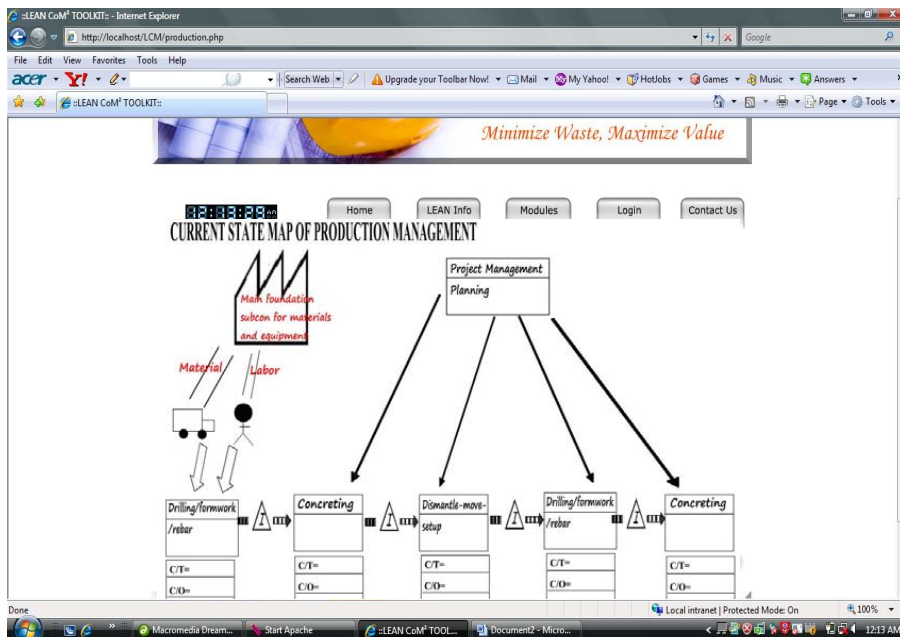 ::LEAN CoM² TOOLKIT:: - Internet Explorer
http://localhost/LCM/production.php
Google
File Edit View Favorites Tools Help
acer Y! Search Web Upgrade your Toolbar Now! Mail My Yahoo! HotJobs Games Music Answers
::LEAN CoM² TOOLKIT:: Page Tools
Minimize Waste, Maximize Value
12:13:29 AM
Home LEAN Info Modules Login Contact Us
CURRENT STATE MAP OF PRODUCTION MANAGEMENT
Project Management
Planning
Main foundation
subcon for materials
and equipment
Material Labor
Drilling/formwork
/rebar
C/T=
C/O=
I
Concreting
C/T=
C/O=
I
Dismantle-move-
setup
C/T=
C/O=
I
Drilling/formwork
/rebar
C/T=
C/O=
I
Concreting
C/T=
C/O=
Done Local intranet | Protected Mode: On 100%
Macromedia Dream... Start Apache ::LEAN CoM² TOOL... Document2 - Micro... 12:13 AM